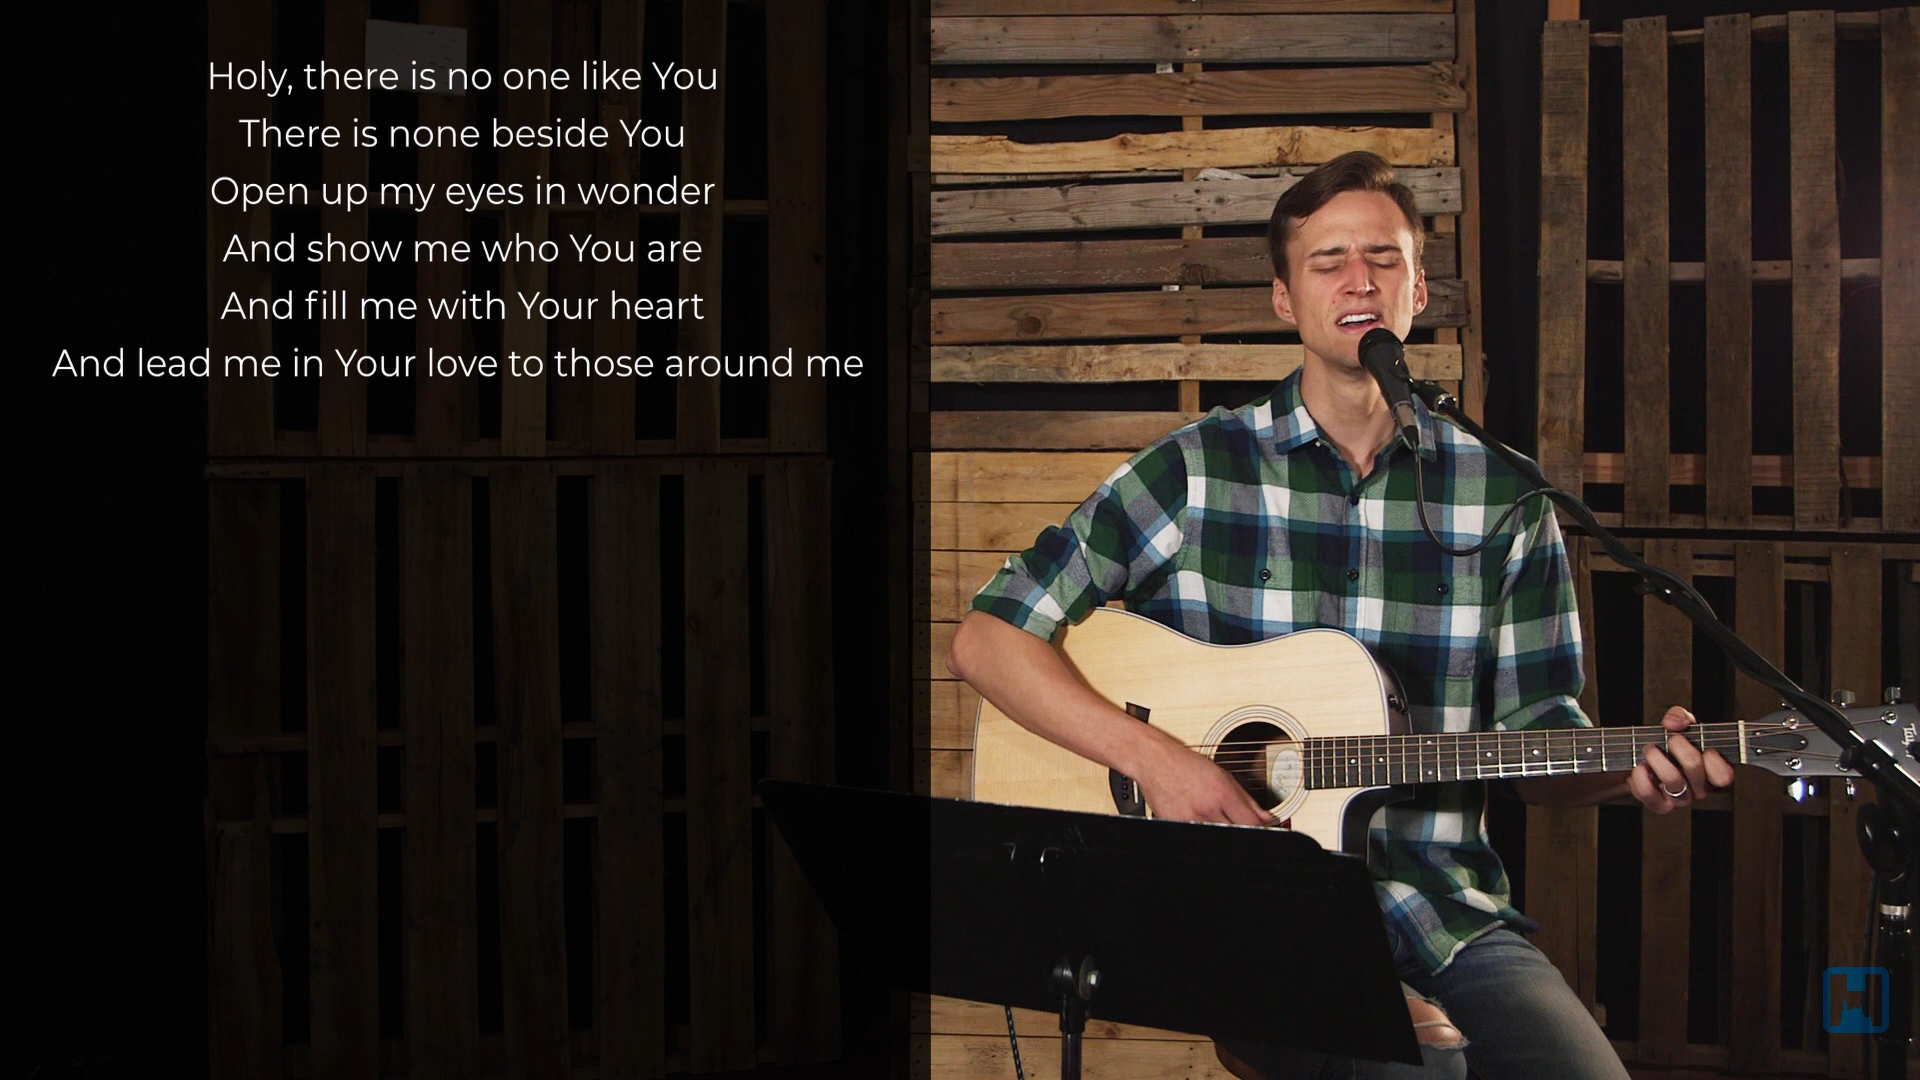 Holy, there is no one like You
There is none beside You
Open up my eyes in wonder
And show me who You are
And fill me with Your heart
And lead me in Your love to those around me